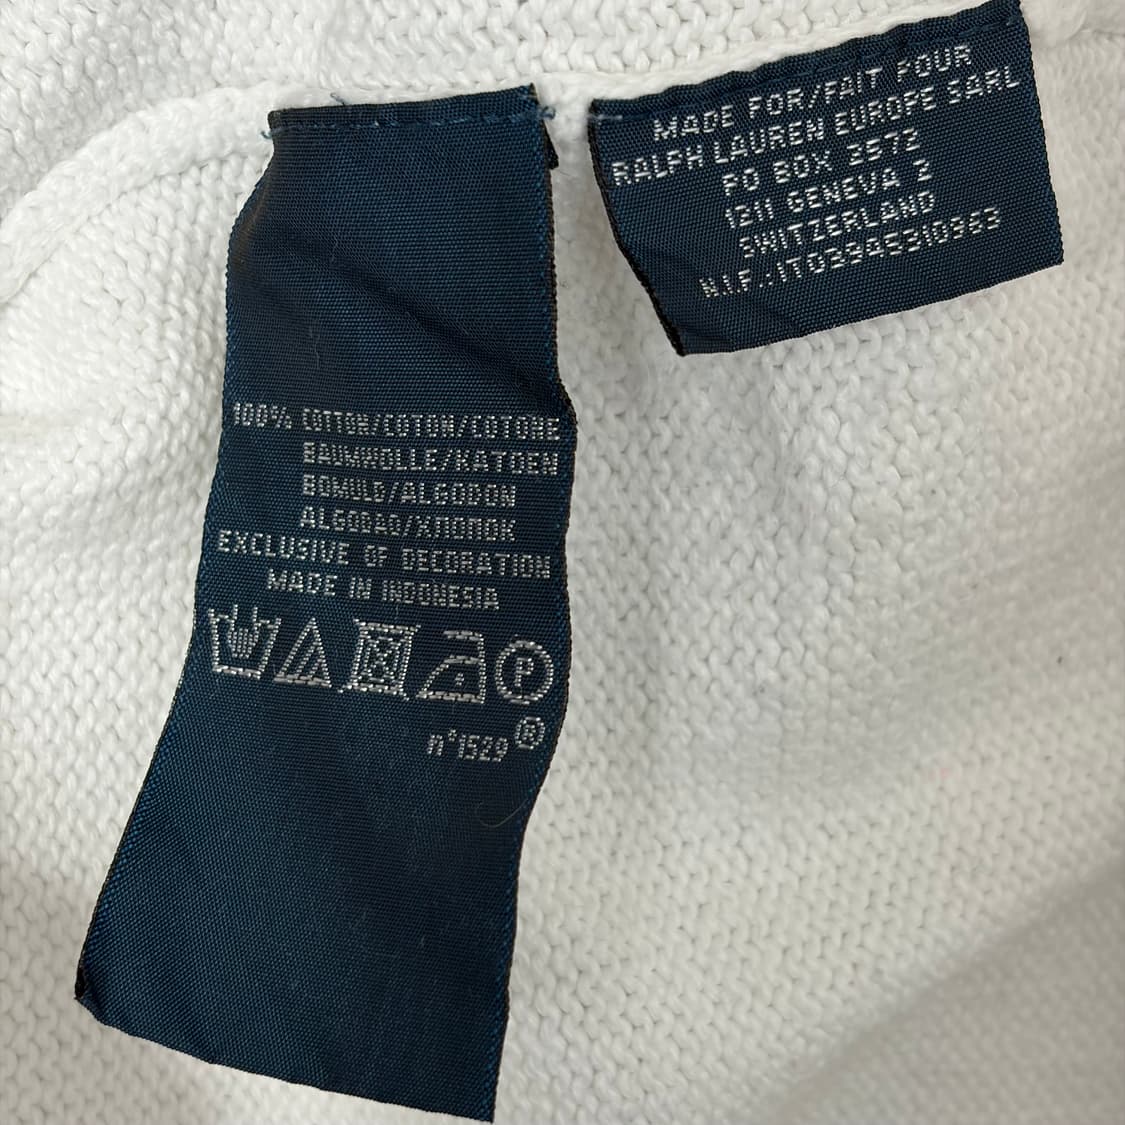 100% COTTON/COTON/COTONE
BAUMWOLLE/KATOEN
BOMULD/ALGODON
ALGODAO/ХЛОПОК
EXCLUSIVE OF DECORATION
MADE IN INDONESIA
P
n°1529 ®
MADE FOR/FAIT POUR
RALPH LAUREN EUROPE SARL
PO BOX 3572
1211 GENEVA 2
SWITZERLAND
N.I.F.:IT03945310963